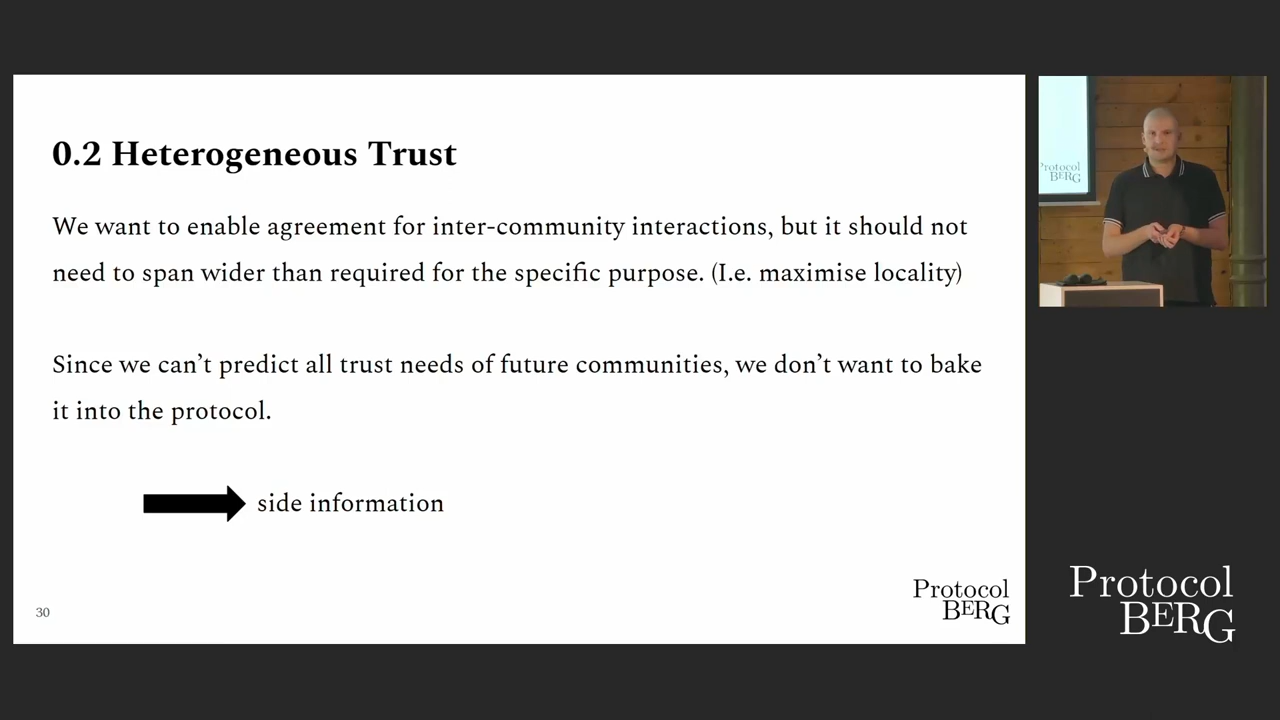 0.2 Heterogeneous Trust
We want to enable agreement for inter-community interactions, but it should not
need to span wider than required for the specific purpose. (I.e. maximise locality)
Since we can’t predict all trust needs of future communities, we don’t want to bake
it into the protocol.
side information
30
Protocol
BERG
Protocol
BERG
Protocol
BERG